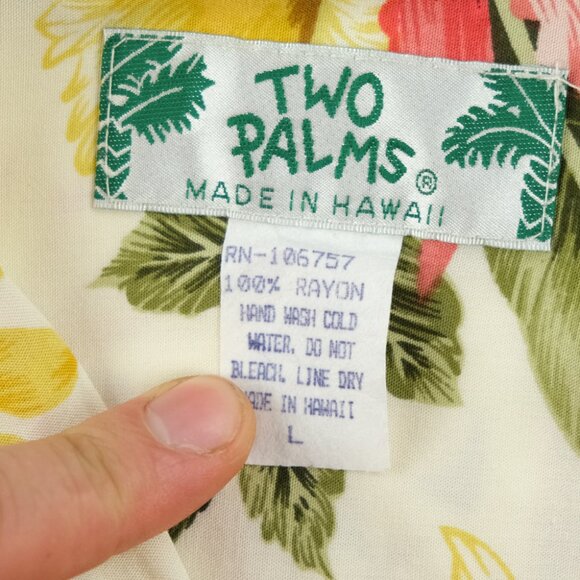 TWO
PALMS®
MADE IN HAWAII
RN-106757
100% RAYON
HAND WASH COLD
WATER. DO NOT
BLEACH. LINE DRY
MADE IN HAWAII
L